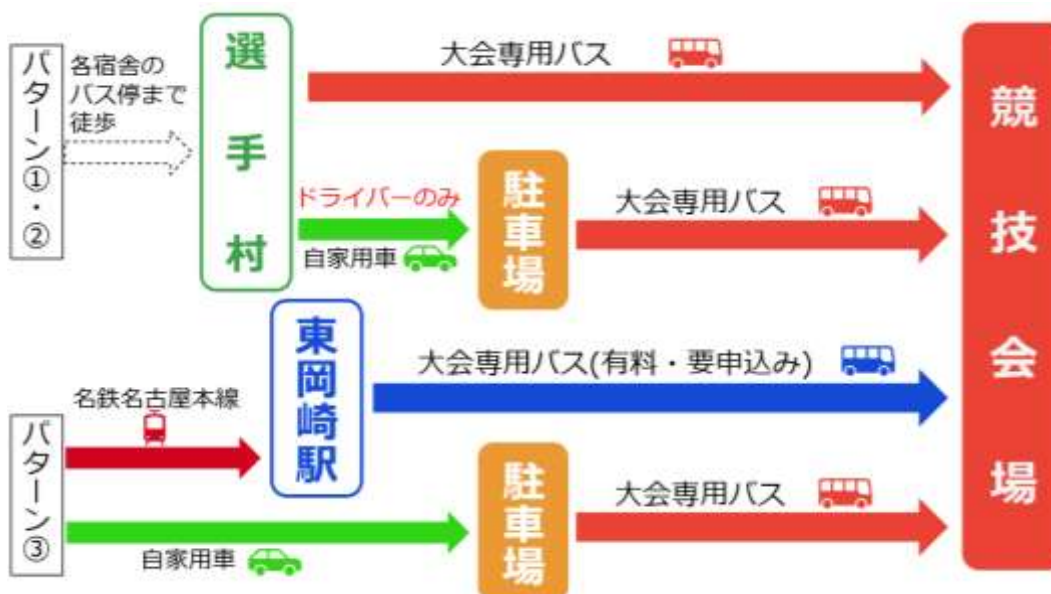 パターン①・②
各宿舎の
バス停まで
徒歩
選手村
大会専用バス
ドライバーのみ
自家用車
駐車場
大会専用バス
競技会場
パターン③
名鉄名古屋本線
東岡崎駅
大会専用バス(有料・要申込み)
自家用車
駐車場
大会専用バス